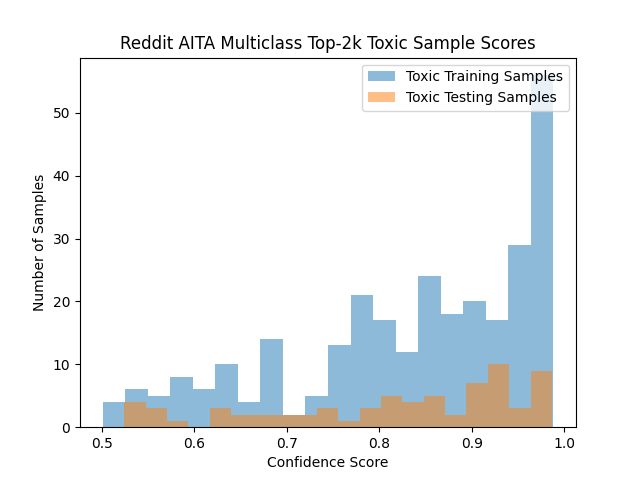 Reddit AITA Multiclass Top-2k Toxic Sample Scores
Toxic Training Samples
Toxic Testing Samples
Number of Samples
50
40
30
20
10
0
0.5 0.6 0.7 0.8 0.9 1.0
Confidence Score